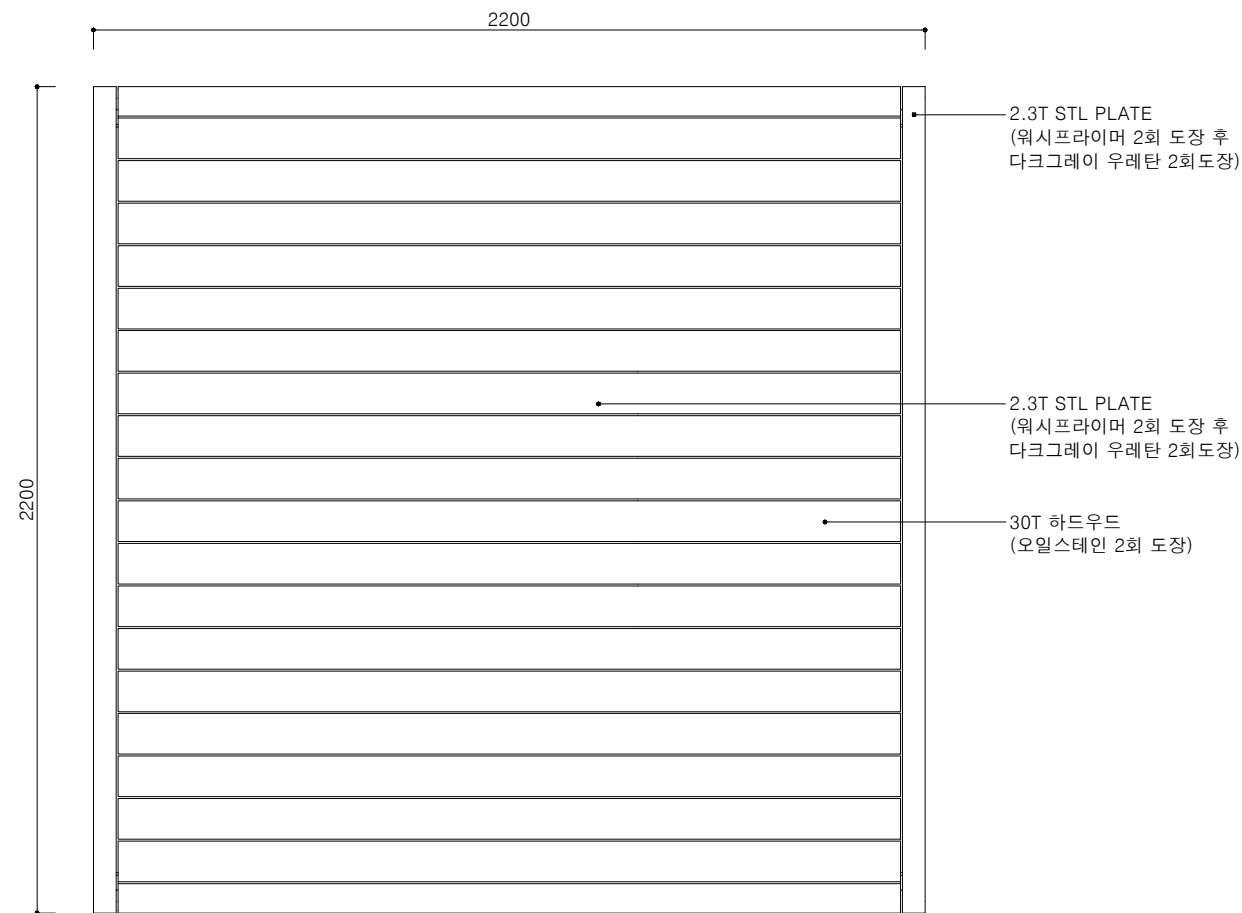 2200
2.3T STL PLATE
(워시프라이머 2회 도장 후
다크그레이 우레탄 2회도장)
2.3T STL PLATE
(워시프라이머 2회 도장 후
다크그레이 우레탄 2회도장)
2200
30T 하드우드
(오일스테인 2회 도장)